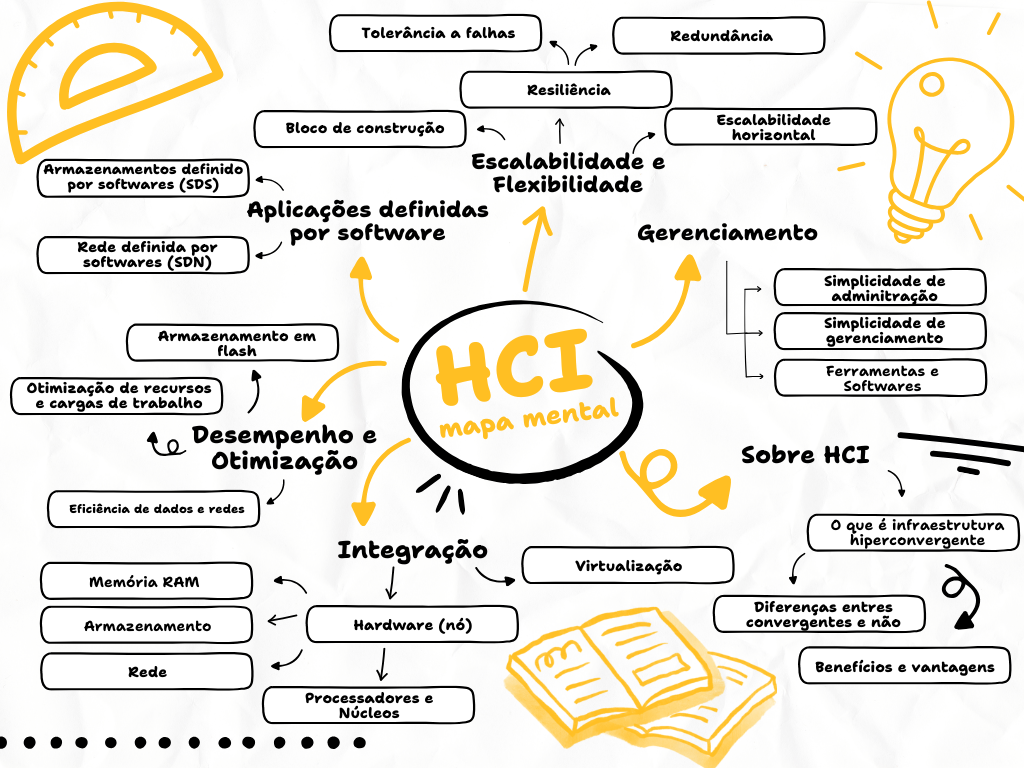 Tolerância a falhas
Redundância
Resiliência
Bloco de construção
Escalabilidade
horizontal
Escalabilidade e
Flexibilidade
Armazenamentos definido
por softwares (SDS)
Aplicações definidas
por software
Rede definida por
softwares (SDN)
Gerenciamento
Simplicidade de
adminitração
Simplicidade de
gerenciamento
Ferramentas e
Softwares
Armazenamento em
flash
Otimização de recursos
e cargas de trabalho
Desempenho e
Otimização
Eficiência de dados e redes
HCI
mapa mental
Sobre HCI
O que é infraestrutura
hiperconvergente
Diferenças entres
convergentes e não
Benefícios e vantagens
Integração
Virtualização
Hardware (nó)
Memória RAM
Armazenamento
Rede
Processadores e
Núcleos